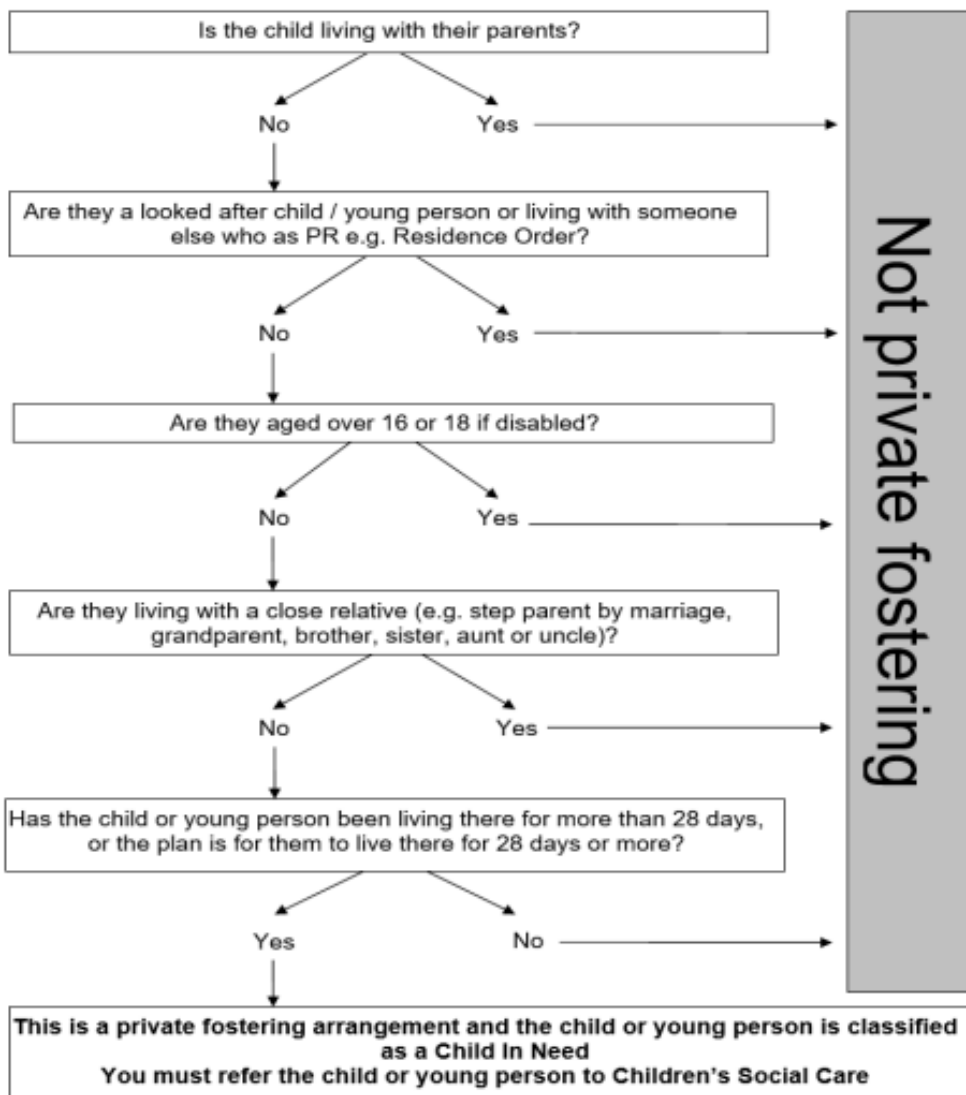 Is the child living with their parents?
No
Yes
Are they a looked after child / young person or living with someone
else who as PR e.g. Residence Order?
No
Yes
Are they aged over 16 or 18 if disabled?
No
Yes
Are they living with a close relative (e.g. step parent by marriage,
grandparent, brother, sister, aunt or uncle)?
No
Yes
Has the child or young person been living there for more than 28 days,
or the plan is for them to live there for 28 days or more?
Yes
No
This is a private fostering arrangement and the child or young person is classified
as a Child In Need
You must refer the child or young person to Children's Social Care
Not private fostering